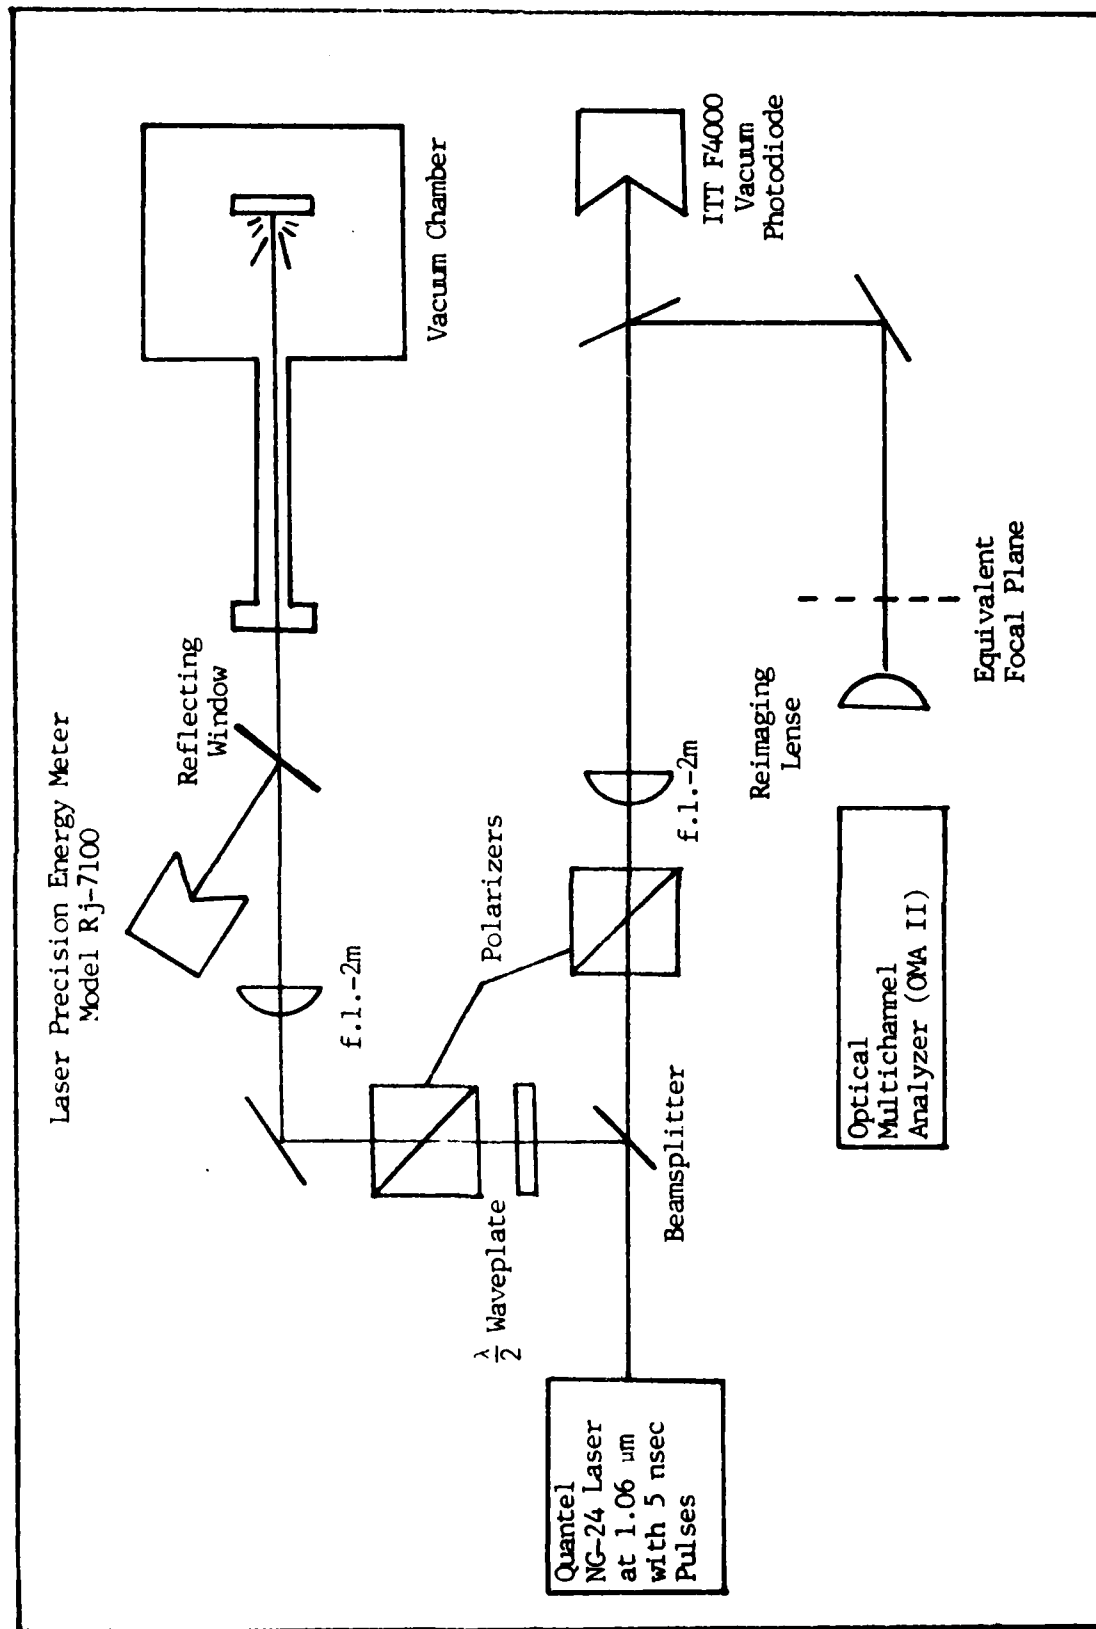 Laser Precision Energy Meter
Model Rj-7100
Reflecting
Window
Vacuum Chamber
f.l.-2m
Polarizers
λ/2 Waveplate
Beamsplitter
f.l.-2m
ITT F4000
Vacuum
Photodiode
Quantel
NG-24 Laser
at 1.06 um
with 5 nsec
Pulses
Reimaging
Lense
Equivalent
Focal Plane
Optical
Multichannel
Analyzer (OMA II)